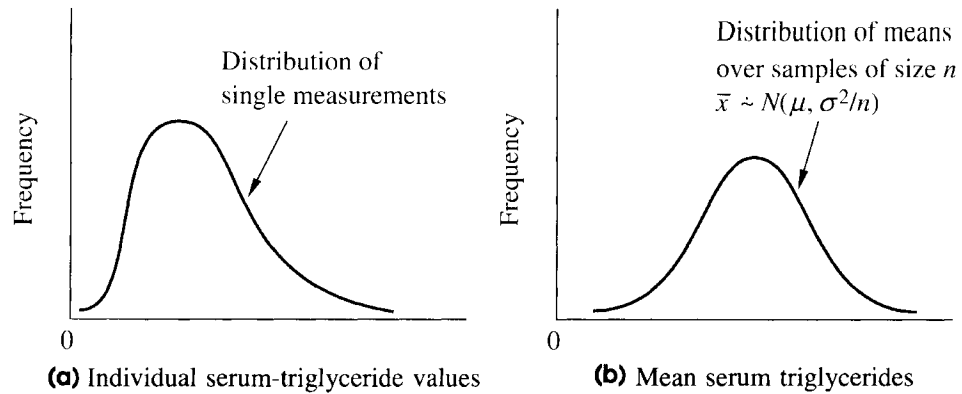 Frequency
Distribution of
single measurements
0
(a) Individual serum-triglyceride values
Frequency
Distribution of means
over samples of size n
x̄ ∻ N(μ, σ²/n)
0
(b) Mean serum triglycerides